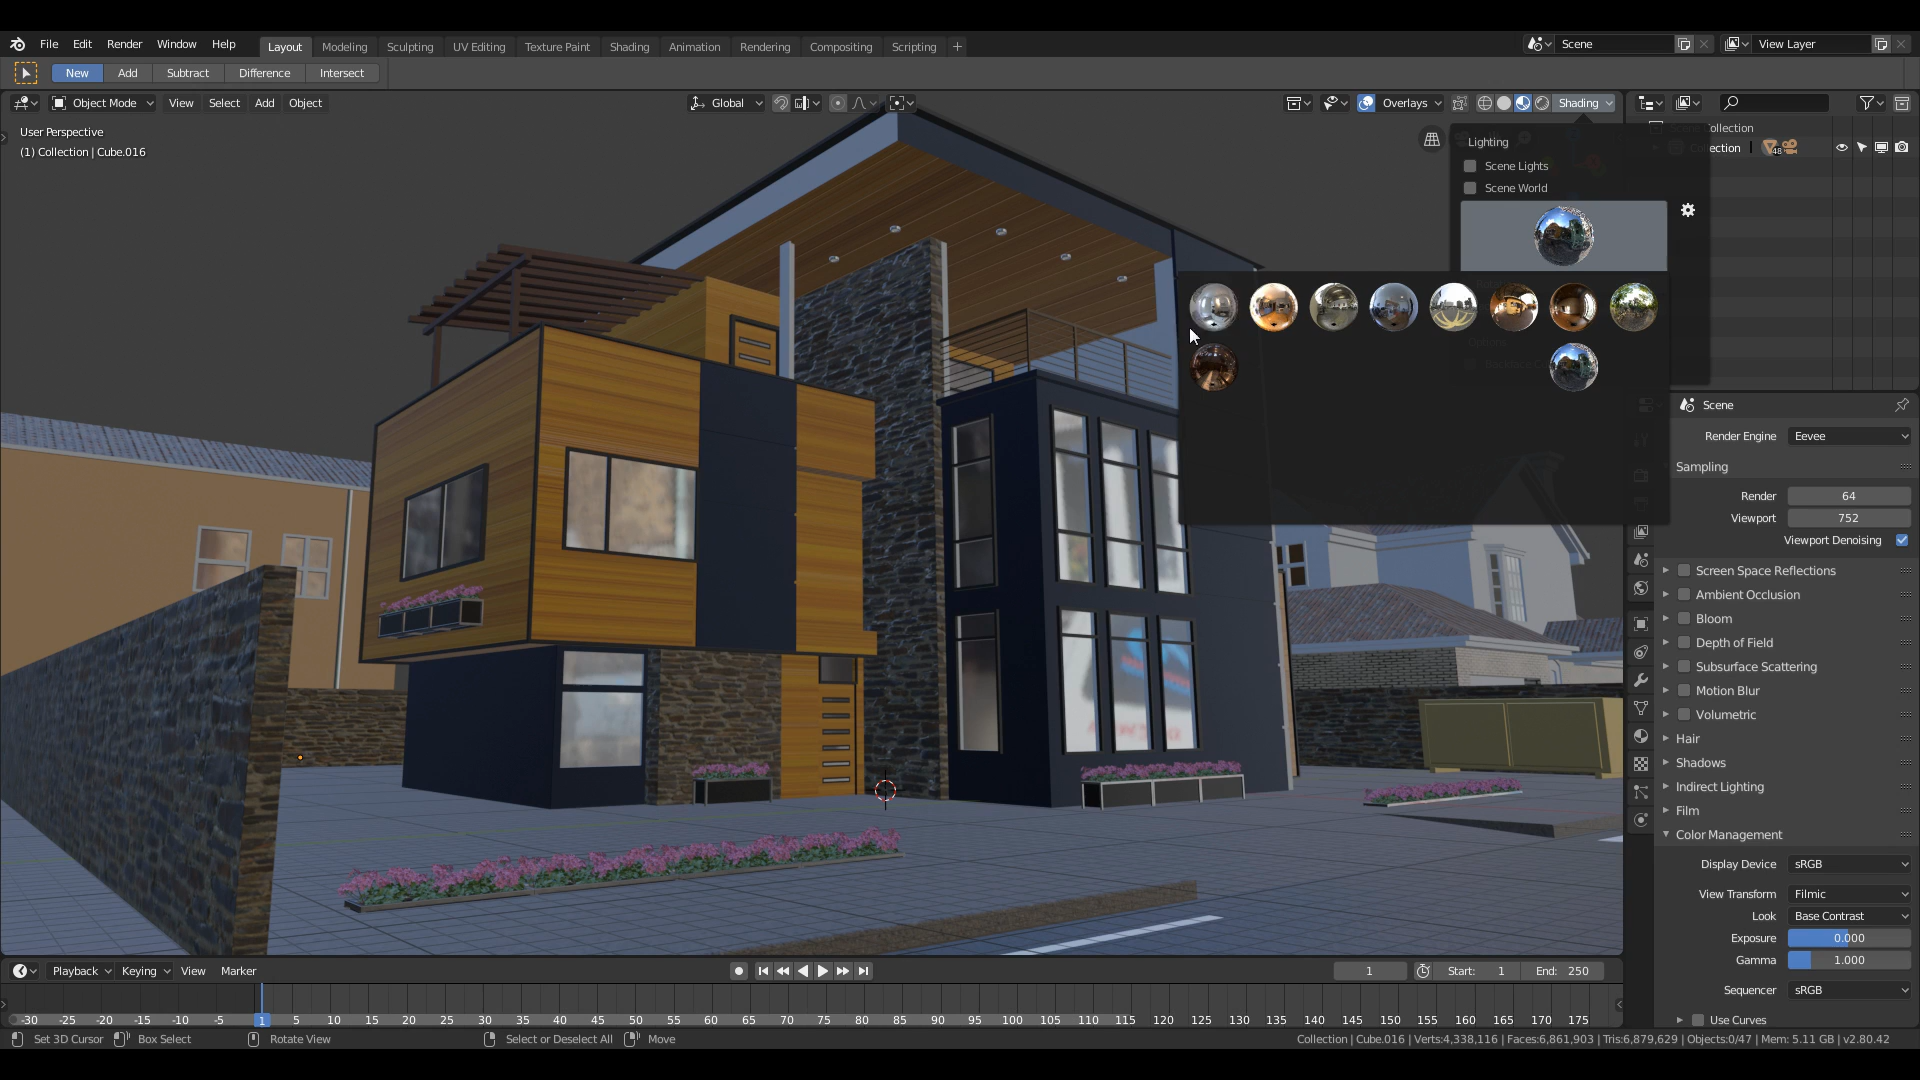 File Edit Render Window Help Layout Modeling Sculpting UV Editing Texture Paint Shading Animation Rendering Compositing Scripting + Scene View Layer
New Add Subtract Difference Intersect
Object Mode View Select Add Object Global Overlays Shading
User Perspective
(1) Collection | Cube.016
Collection
Collection 48
Lighting
Scene Lights
Scene World
Options
Scene
Render Engine Eevee
Sampling
Render 64
Viewport 752
Viewport Denoising
Screen Space Reflections
Ambient Occlusion
Bloom
Depth of Field
Subsurface Scattering
Motion Blur
Volumetric
Hair
Shadows
Indirect Lighting
Film
Color Management
Display Device sRGB
View Transform Filmic
Look Base Contrast
Exposure 0.000
Gamma 1.000
Sequencer sRGB
Use Curves
Playback Keying View Marker 1 Start: 1 End: 250
-30 -25 -20 -15 -10 -5 1 5 10 15 20 25 30 35 40 45 50 55 60 65 70 75 80 85 90 95 100 105 110 115 120 125 130 135 140 145 150 155 160 165 170 175
Set 3D Cursor Box Select Rotate View Select or Deselect All Move Collection | Cube.016 | Verts:4,338,116 | Faces:6,861,903 | Tris:6,879,629 | Objects:0/47 | Mem: 5.11 GB | v2.80.42